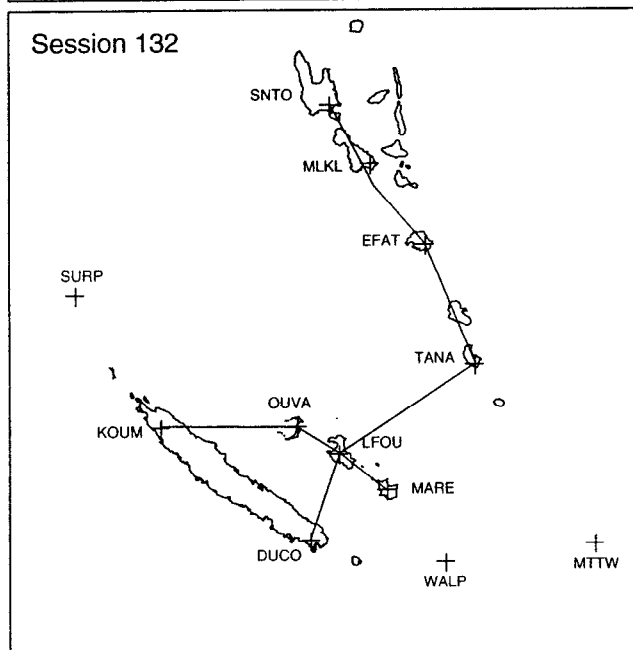 Session 132
SNTO
MLKL
EFAT
SURP
TANA
OUVA
KOUM
LFOU
MARE
DUCO
WALP
MTTW